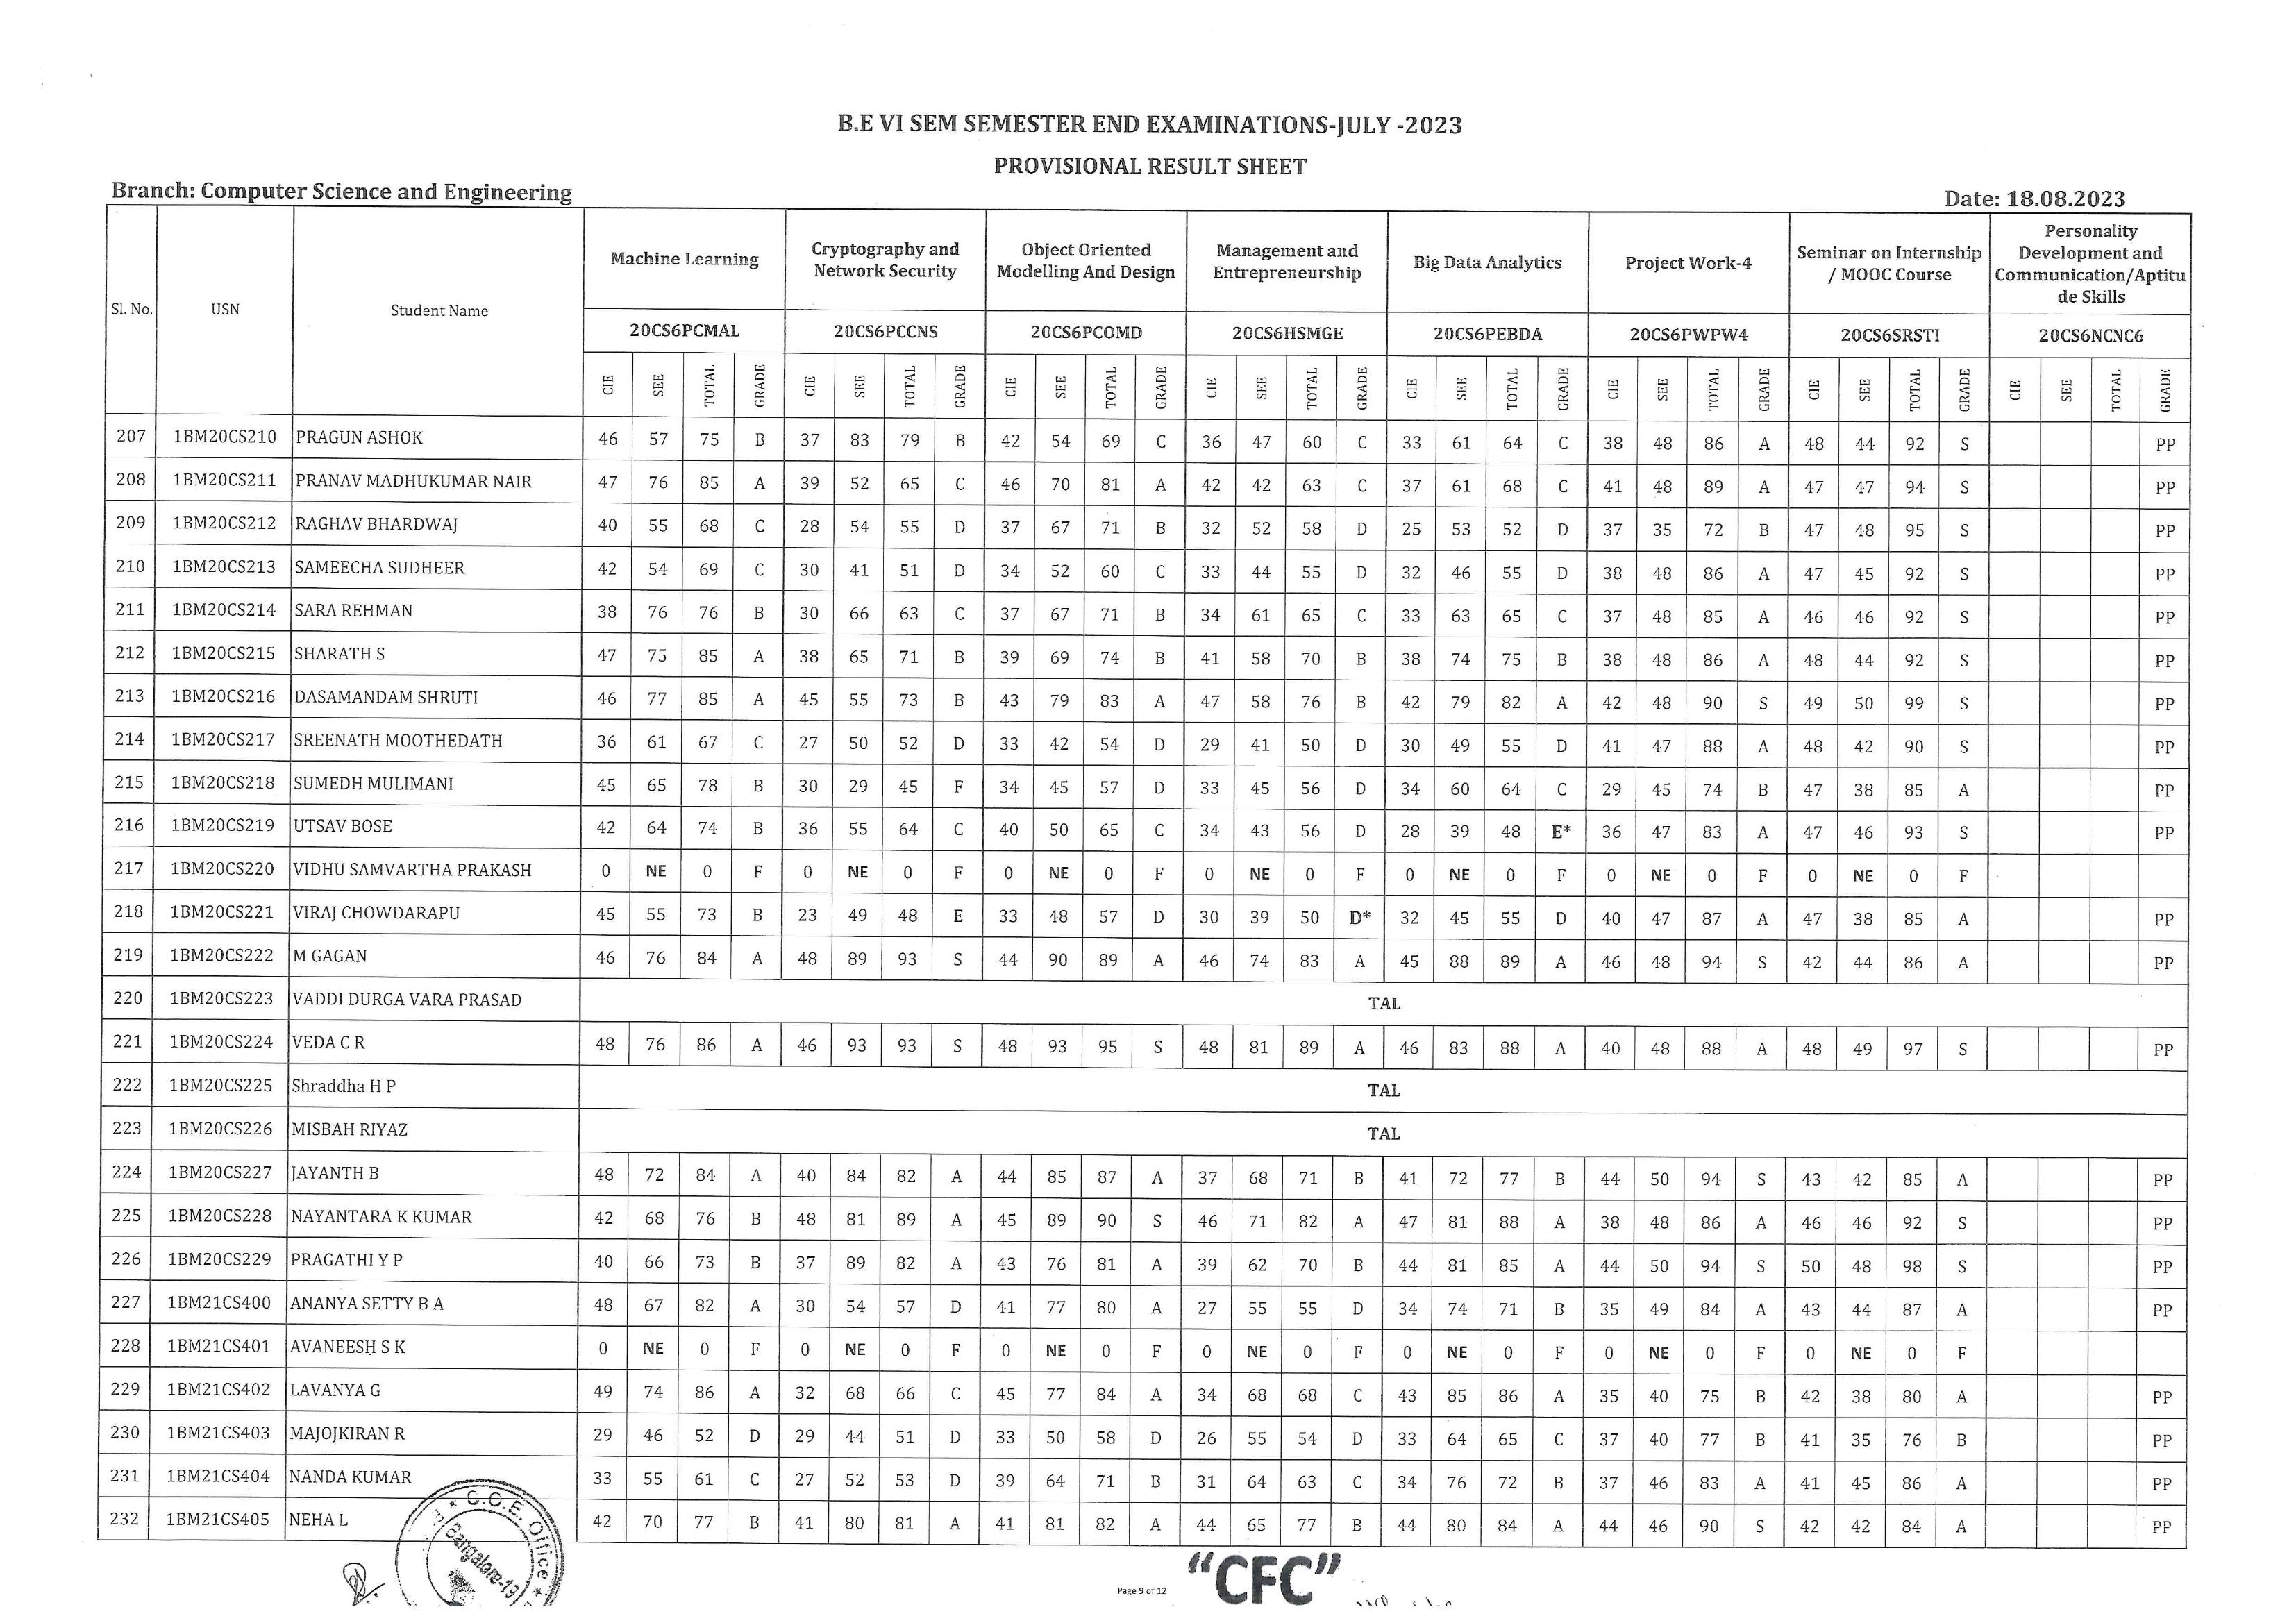 B.E VI SEM SEMESTER END EXAMINATIONS-JULY -2023
PROVISIONAL RESULT SHEET
Branch: Computer Science and Engineering Date: 18.08.2023
Sl. No. USN Student Name Machine Learning Cryptography and Network Security Object Oriented Modelling And Design Management and Entrepreneurship Big Data Analytics Project Work-4 Seminar on Internship / MOOC Course Personality Development and Communication/Aptitude Skills
20CS6PCMAL 20CS6PCCNS 20CS6PCOMD 20CS6HSMGE 20CS6PEBDA 20CS6PWPW4 20CS6SRSTI 20CS6NCNC6
CIE SEE TOTAL GRADE CIE SEE TOTAL GRADE CIE SEE TOTAL GRADE CIE SEE TOTAL GRADE CIE SEE TOTAL GRADE CIE SEE TOTAL GRADE CIE SEE TOTAL GRADE CIE SEE TOTAL GRADE
207 1BM20CS210 PRAGUN ASHOK 46 57 75 B 37 83 79 B 42 54 69 C 36 47 60 C 33 61 64 C 38 48 86 A 48 44 92 S PP
208 1BM20CS211 PRANAV MADHUKUMAR NAIR 47 76 85 A 39 52 65 C 46 70 81 A 42 42 63 C 37 61 68 C 41 48 89 A 47 47 94 S PP
209 1BM20CS212 RAGHAV BHARDWAJ 40 55 68 C 28 54 55 D 37 67 71 B 32 52 58 D 25 53 52 D 37 35 72 B 47 48 95 S PP
210 1BM20CS213 SAMEECHA SUDHEER 42 54 69 C 30 41 51 D 34 52 60 C 33 44 55 D 32 46 55 D 38 48 86 A 47 45 92 S PP
211 1BM20CS214 SARA REHMAN 38 76 76 B 30 66 63 C 37 67 71 B 34 61 65 C 33 63 65 C 37 48 85 A 46 46 92 S PP
212 1BM20CS215 SHARATH S 47 75 85 A 38 65 71 B 39 69 74 B 41 58 70 B 38 74 75 B 38 48 86 A 48 44 92 S PP
213 1BM20CS216 DASAMANDAM SHRUTI 46 77 85 A 45 55 73 B 43 79 83 A 47 58 76 B 42 79 82 A 42 48 90 S 49 50 99 S PP
214 1BM20CS217 SREENATH MOOTHEDATH 36 61 67 C 27 50 52 D 33 42 54 D 29 41 50 D 30 49 55 D 41 47 88 A 48 42 90 S PP
215 1BM20CS218 SUMEDH MULIMANI 45 65 78 B 30 29 45 F 34 45 57 D 33 45 56 D 34 60 64 C 29 45 74 B 47 38 85 A PP
216 1BM20CS219 UTSAV BOSE 42 64 74 B 36 55 64 C 40 50 65 C 34 43 56 D 28 39 48 E* 36 47 83 A 47 46 93 S PP
217 1BM20CS220 VIDHU SAMVARTHA PRAKASH 0 NE 0 F 0 NE 0 F 0 NE 0 F 0 NE 0 F 0 NE 0 F 0 NE 0 F 0 NE 0 F
218 1BM20CS221 VIRAJ CHOWDARAPU 45 55 73 B 23 49 48 E 33 48 57 D 30 39 50 D* 32 45 55 D 40 47 87 A 47 38 85 A PP
219 1BM20CS222 M GAGAN 46 76 84 A 48 89 93 S 44 90 89 A 46 74 83 A 45 88 89 A 46 48 94 S 42 44 86 A PP
220 1BM20CS223 VADDI DURGA VARA PRASAD TAL
221 1BM20CS224 VEDA C R 48 76 86 A 46 93 93 S 48 93 95 S 48 81 89 A 46 83 88 A 40 48 88 A 48 49 97 S PP
222 1BM20CS225 Shraddha H P TAL
223 1BM20CS226 MISBAH RIYAZ TAL
224 1BM20CS227 JAYANTH B 48 72 84 A 40 84 82 A 44 85 87 A 37 68 71 B 41 72 77 B 44 50 94 S 43 42 85 A PP
225 1BM20CS228 NAYANTARA K KUMAR 42 68 76 B 48 81 89 A 45 89 90 S 46 71 82 A 47 81 88 A 38 48 86 A 46 46 92 S PP
226 1BM20CS229 PRAGATHI Y P 40 66 73 B 37 89 82 A 43 76 81 A 39 62 70 B 44 81 85 A 44 50 94 S 50 48 98 S PP
227 1BM21CS400 ANANYA SETTY B A 48 67 82 A 30 54 57 D 41 77 80 A 27 55 55 D 34 74 71 B 35 49 84 A 43 44 87 A PP
228 1BM21CS401 AVANEESH S K 0 NE 0 F 0 NE 0 F 0 NE 0 F 0 NE 0 F 0 NE 0 F 0 NE 0 F 0 NE 0 F
229 1BM21CS402 LAVANYA G 49 74 86 A 32 68 66 C 45 77 84 A 34 68 68 C 43 85 86 A 35 40 75 B 42 38 80 A PP
230 1BM21CS403 MAJOJKIRAN R 29 46 52 D 29 44 51 D 33 50 58 D 26 55 54 D 33 64 65 C 37 40 77 B 41 35 76 B PP
231 1BM21CS404 NANDA KUMAR 33 55 61 C 27 52 53 D 39 64 71 B 31 64 63 C 34 76 72 B 37 46 83 A 41 45 86 A PP
232 1BM21CS405 NEHA L 42 70 77 B 41 80 81 A 41 81 82 A 44 65 77 B 44 80 84 A 44 46 90 S 42 42 84 A PP
C.O.E. Office
Bangalore-19
Page 9 of 12
"CFC"